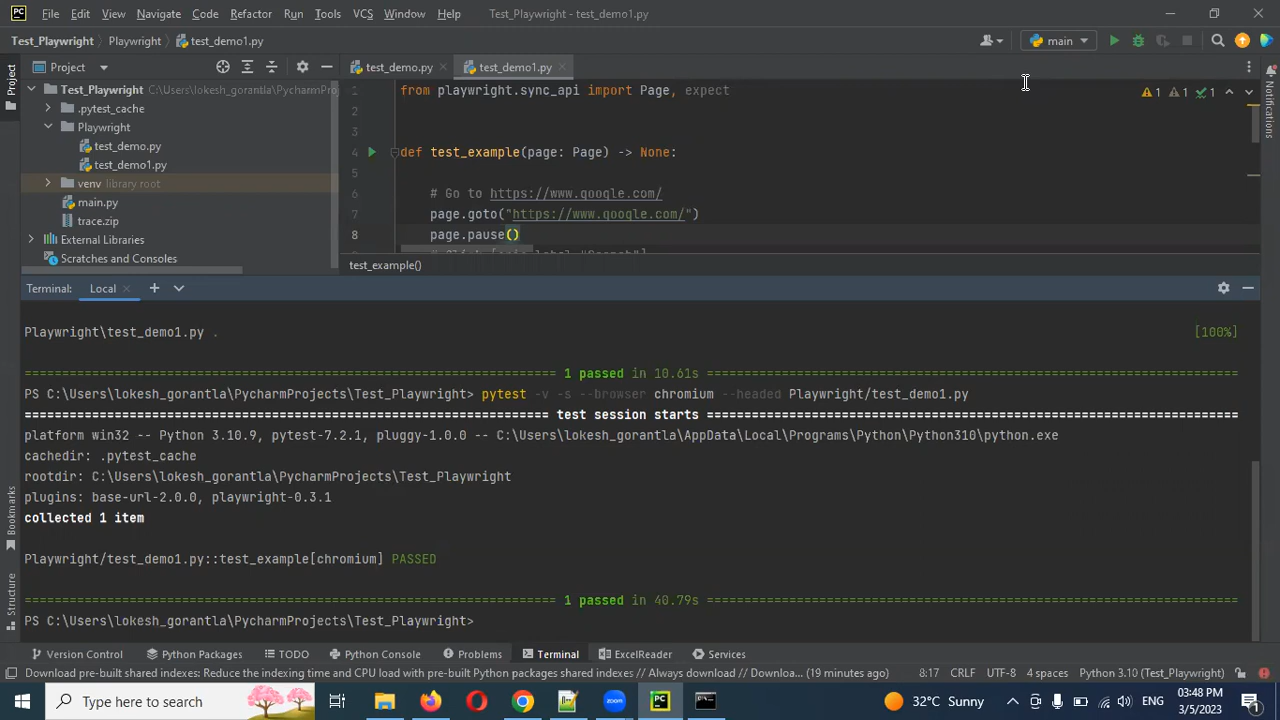 PC File Edit View Navigate Code Refactor Run Tools VCS Window Help Test_Playwright - test_demo1.py
Test_Playwright Playwright test_demo1.py main
Project test_demo.py test_demo1.py
Project
Test_Playwright C:\Users\lokesh_gorantla\PycharmProjects
.pytest_cache
Playwright
test_demo.py
test_demo1.py
venv library root
main.py
trace.zip
External Libraries
Scratches and Consoles
1 from playwright.sync_api import Page, expect
2
3
4 def test_example(page: Page) -> None:
5
6 # Go to https://www.google.com/
7 page.goto("https://www.google.com/")
8 page.pause()
1 1 1
Notifications
test_example()
Terminal: Local
Playwright\test_demo1.py . [100%]
1 passed in 10.61s
PS C:\Users\lokesh_gorantla\PycharmProjects\Test_Playwright> pytest -v -s --browser chromium --headed Playwright/test_demo1.py
test session starts
platform win32 -- Python 3.10.9, pytest-7.2.1, pluggy-1.0.0 -- C:\Users\lokesh_gorantla\AppData\Local\Programs\Python\Python310\python.exe
cachedir: .pytest_cache
rootdir: C:\Users\lokesh_gorantla\PycharmProjects\Test_Playwright
plugins: base-url-2.0.0, playwright-0.3.1
collected 1 item
Playwright/test_demo1.py::test_example[chromium] PASSED
1 passed in 40.79s
PS C:\Users\lokesh_gorantla\PycharmProjects\Test_Playwright>
Bookmarks
Structure
Version Control Python Packages TODO Python Console Problems Terminal ExcelReader Services
Download pre-built shared indexes: Reduce the indexing time and CPU load with pre-built Python packages shared indexes // Always download // Downloa... (19 minutes ago) 8:17 CRLF UTF-8 4 spaces Python 3.10 (Test_Playwright)
Type here to search zoom PC 32°C Sunny ENG 03:48 PM
3/5/2023
1